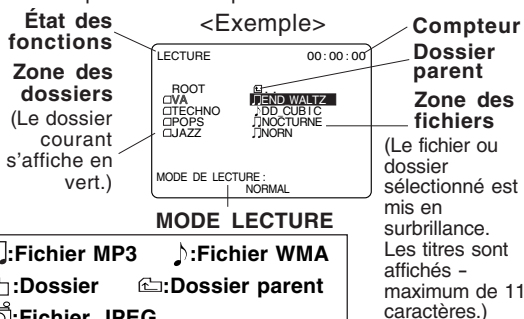 État des fonctions
<Exemple>
LECTURE
00:00:00
Compteur
Dossier parent
Zone des dossiers
(Le dossier courant s'affiche en vert.)
ROOT
VA
TECHNO
POPS
JAZZ
END WALTZ
DD CUBIC
NOCTURNE
NORN
Zone des fichiers
(Le fichier ou dossier sélectionné est mis en surbrillance. Les titres sont affichés – maximum de 11 caractères.)
MODE DE LECTURE:
NORMAL
MODE LECTURE
:Fichier MP3 :Fichier WMA
:Dossier :Dossier parent
:Fichier JPEG